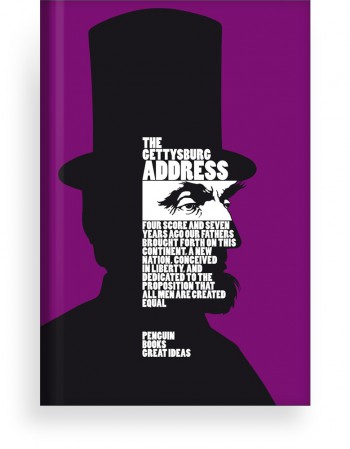 THE
GETTYSBURG
ADDRESS
FOUR SCORE AND SEVEN
YEARS AGO OUR FATHERS
BROUGHT FORTH ON THIS
CONTINENT, A NEW
NATION, CONCEIVED
IN LIBERTY, AND
DEDICATED TO THE
PROPOSITION THAT
ALL MEN ARE CREATED
EQUAL
PENGUIN
BOOKS
GREAT IDEAS